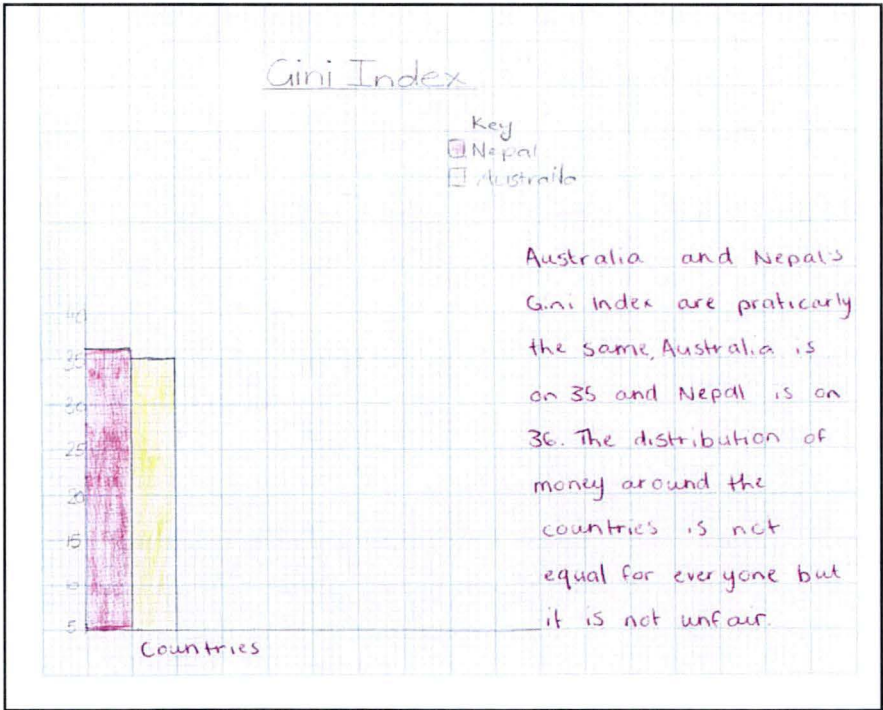 Gini Index
Key
Nepal
Austraila
Australia and Nepal's
Gini Index are praticarly
the same, Australia is
on 35 and Nepal is on
36. The distribution of
money around the
countries is not
equal for everyone but
it is not unfair.
40
35
30
25
20
15
10
5
Countries